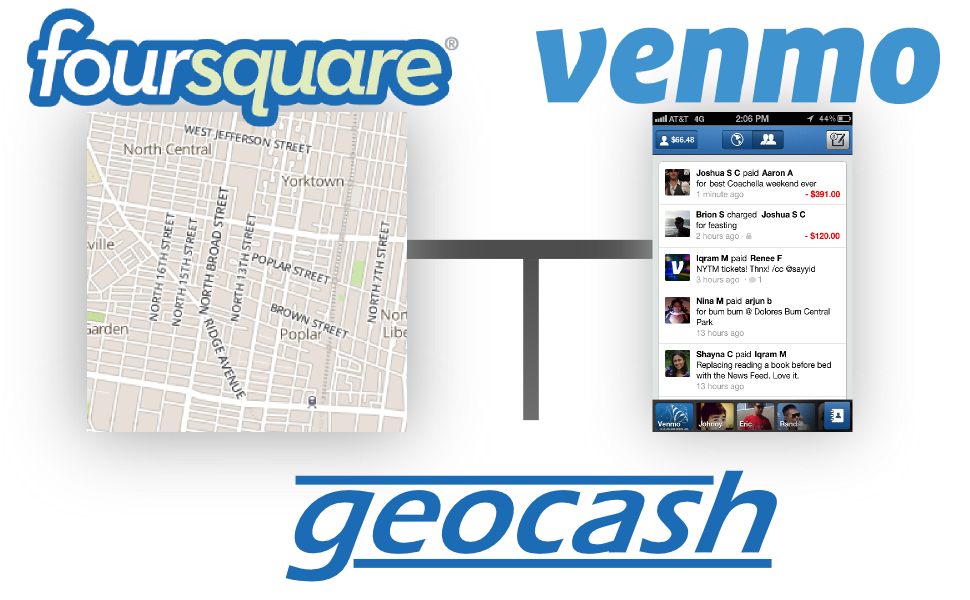 foursquare®
venmo
WEST JEFFERSON STREET
North Central
Yorktown
NORTH 16TH STREET
NORTH 15TH STREET
NORTH BROAD STREET
NORTH 13TH STREET
NORTH 7TH STREET
ville
POPLAR STREET
BROWN STREET
Poplar
Nort
Libe
Garden
RIDGE AVENUE
AT&T 4G 2:06 PM 44%
$66.48
Joshua S C paid Aaron A
for best Coachella weekend ever
1 minute ago - $391.00
Brion S charged Joshua S C
for feasting
2 hours ago · - $120.00
Iqram M paid Renee F
NYTM tickets! Thnx! /cc @sayyid
3 hours ago · 1
Nina M paid arjun b
for bum bum @ Dolores Bum Central
Park
13 hours ago
Shayna C paid Iqram M
Replacing reading a book before bed
with the News Feed. Love it.
13 hours ago
Venmo Johnny Eric Rand
geocash